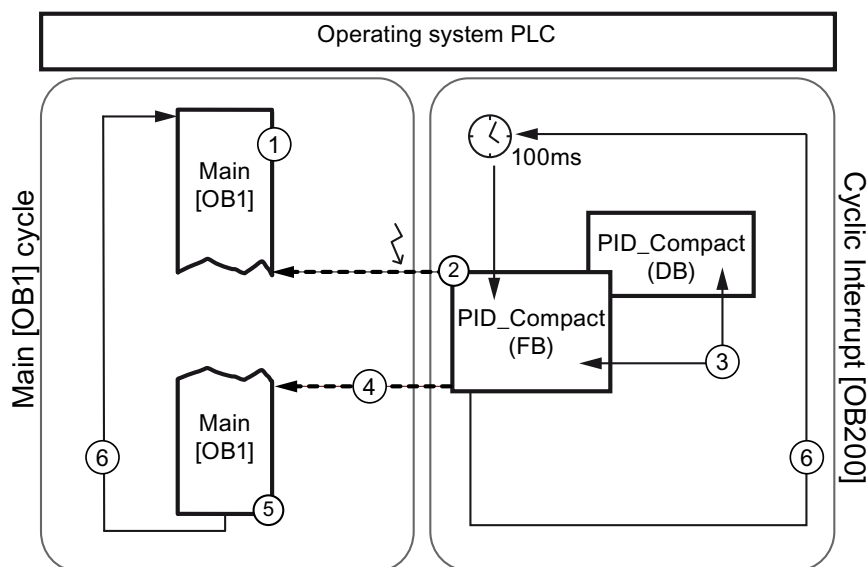 Operating system PLC
Main [OB1] cycle
1
Main
[OB1]
100ms
2
PID_Compact
(DB)
PID_Compact
(FB)
3
4
Main
[OB1]
5
6
6
Cyclic Interrupt [OB200]